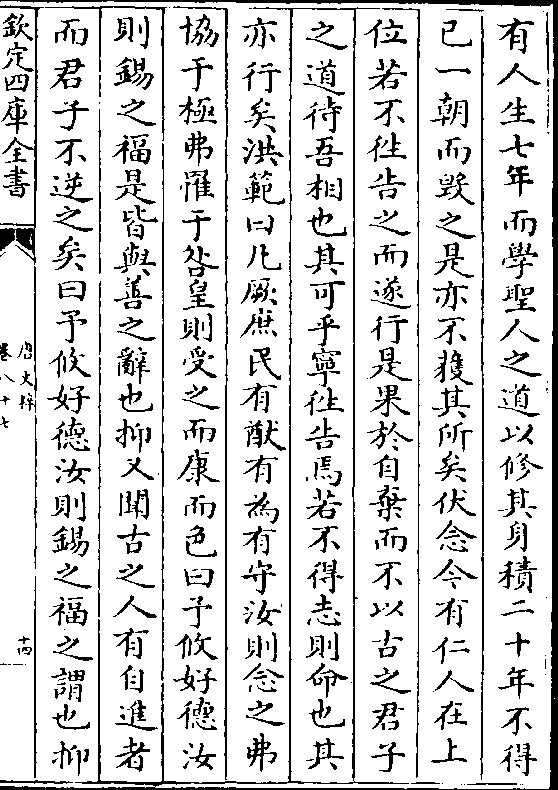 有人生七年而學聖人之道以修其身積二十年不得
已一朝而毁之是亦不獲其所矣伏念今有仁人在上
位若不徃告之而遂行是果於自棄而不以古之君子
之道待吾相也其可乎寧徃告焉若不得志則命也其
亦行矣洪範曰凡厥庶民有猷有為有守汝則念之弗
協于極弗罹于咎皇則受之而康而色曰予攸好德汝
則錫之福是皆與善之辭也抑又聞古之人有自進者
而君子不逆之矣曰予攸好德汝則錫之福之謂也抑
欽定四庫全書
唐文粹
卷八十七
十四